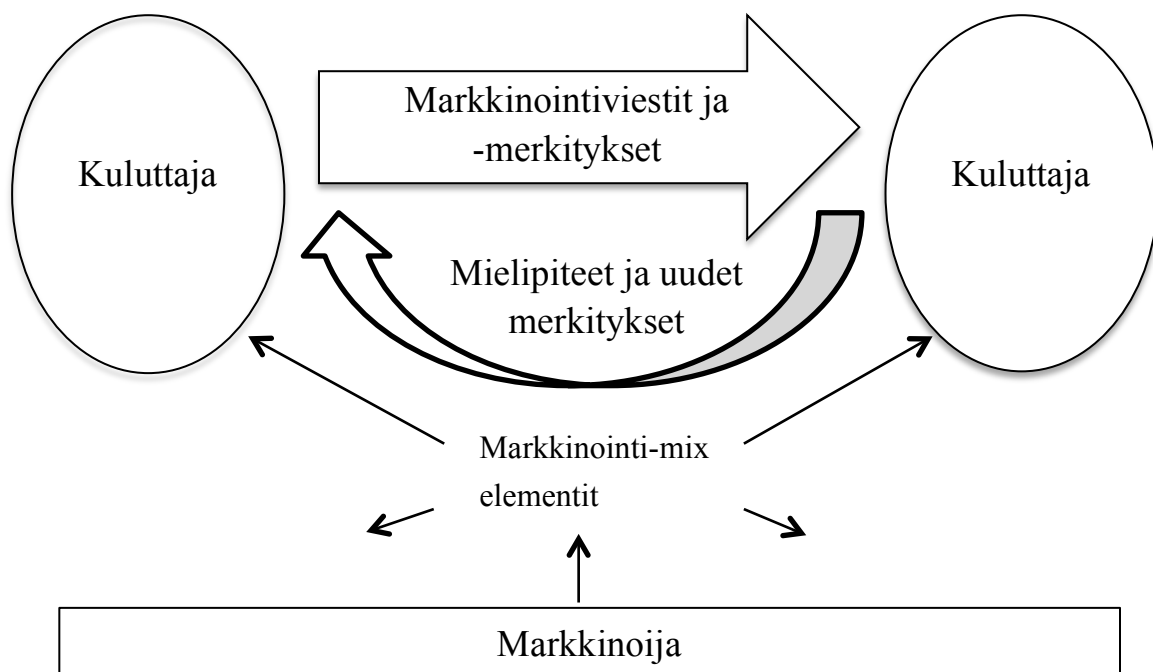 Kuluttaja
Markkinointiviestit ja
-merkitykset
Kuluttaja
Mielipiteet ja uudet
merkitykset
Markkinointi-mix
elementit
Markkinoija